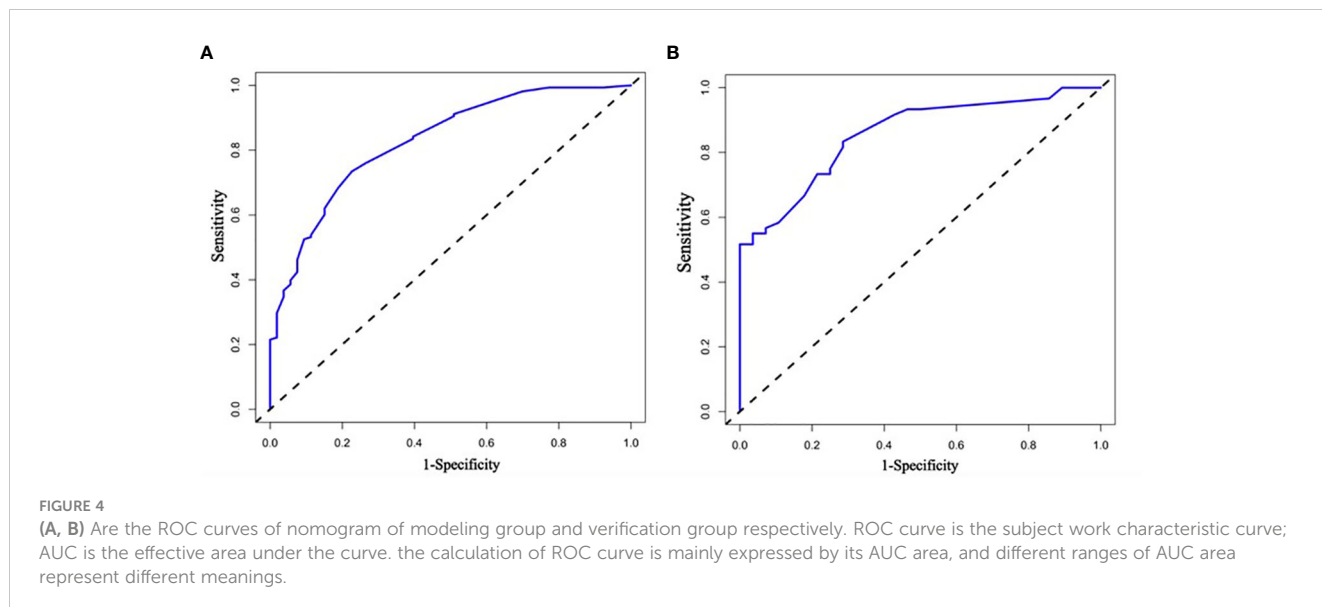 A
B
1.0
0.8
0.6
0.4
0.2
0.0
Sensitivity
0.0 0.2 0.4 0.6 0.8 1.0
1-Specificity
1.0
0.8
0.6
0.4
0.2
0.0
Sensitivity
0.0 0.2 0.4 0.6 0.8 1.0
1-Specificity
FIGURE 4
(A, B) Are the ROC curves of nomogram of modeling group and verification group respectively. ROC curve is the subject work characteristic curve;
AUC is the effective area under the curve. the calculation of ROC curve is mainly expressed by its AUC area, and different ranges of AUC area
represent different meanings.